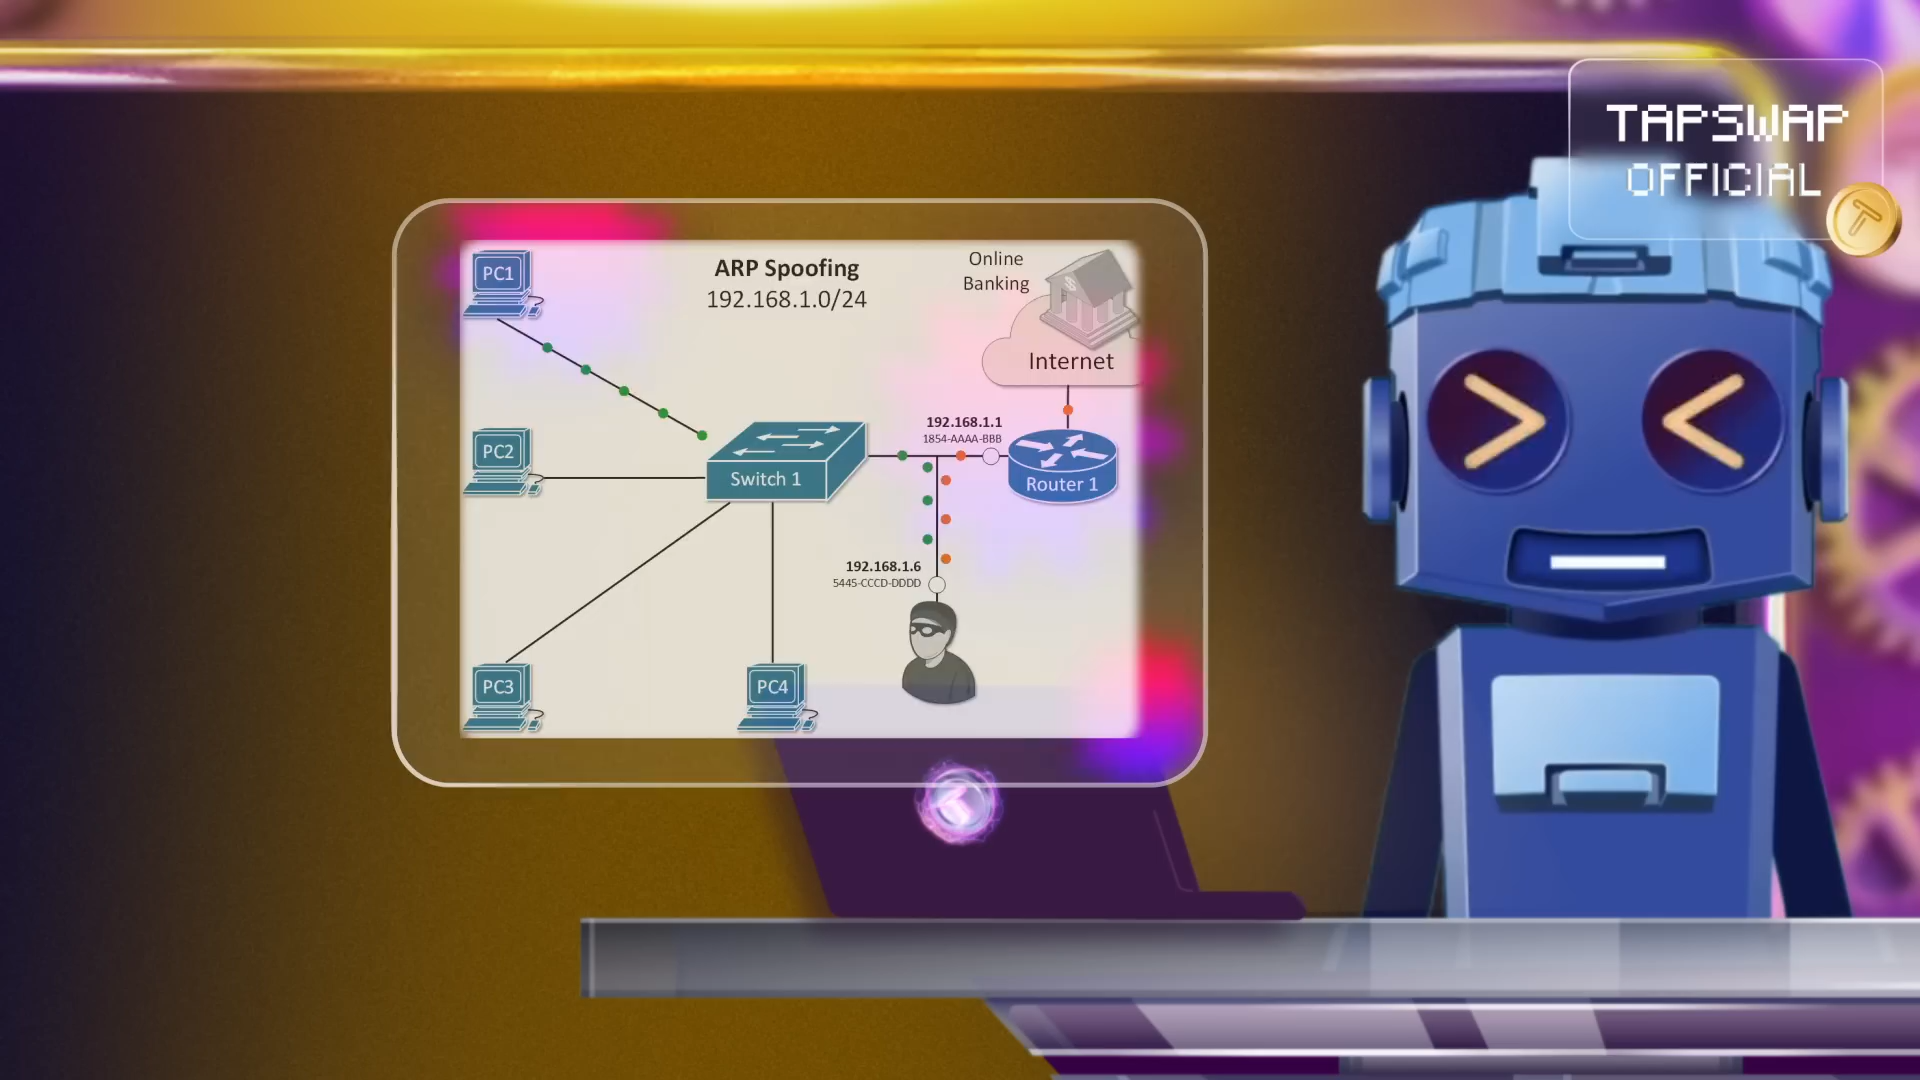 TAPSWAP
OFFICIAL
PC1
ARP Spoofing
192.168.1.0/24
Online
Banking
Internet
192.168.1.1
1854-AAAA-BBB
PC2
Switch 1
Router 1
192.168.1.6
5445-CCCD-DDDD
PC3
PC4